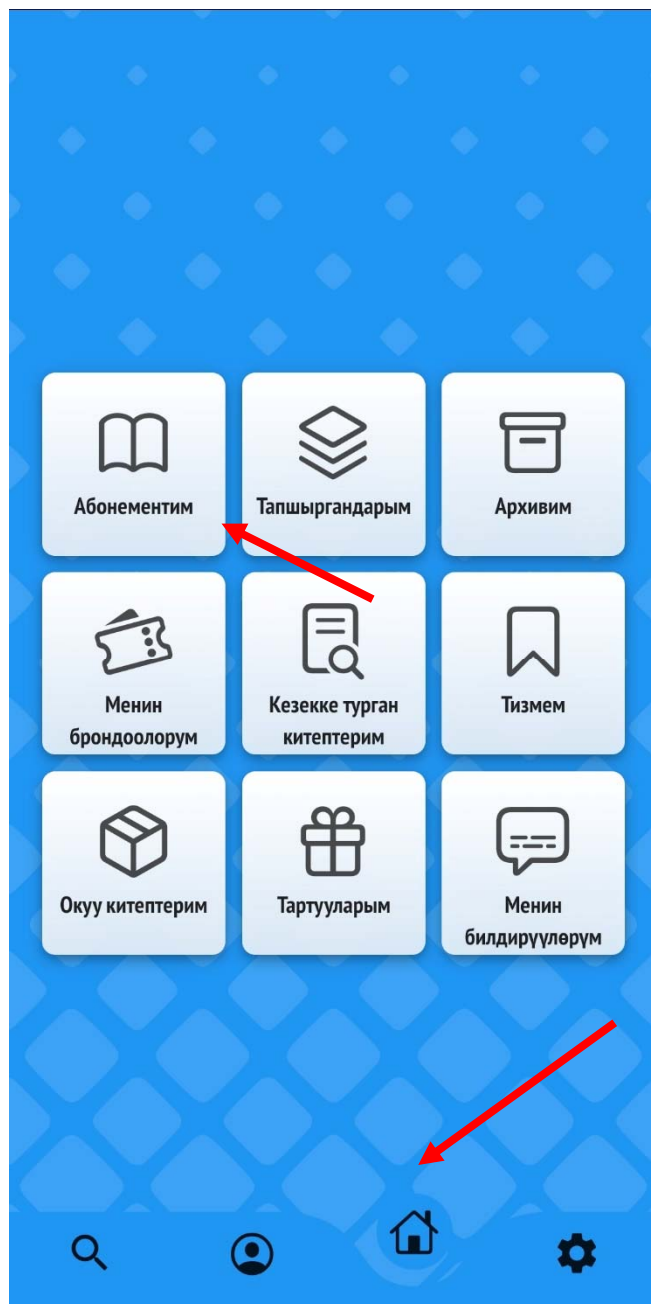 Абонементим
Тапшыргандарым
Архивим
Менин
брондоолорум
Кезекке турган
китептерим
Тизмем
Окуу китептерим
Тартууларым
Менин
билдирүүлөрүм